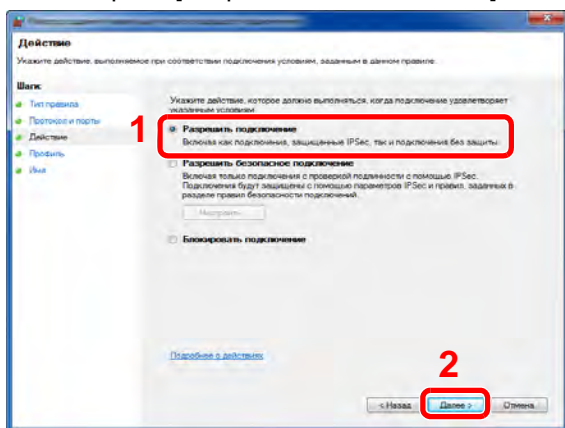 Действие
Укажите действие, выполняемое при соответствии подключения условиям, заданным в данном правиле.
Шаги:
Тип правила
Протокол и порты
Действие
Профиль
Имя
Укажите действие, которое должно выполняться, когда подключение удовлетворяет
указанным условиям.
1
Разрешить подключение
Включая как подключения, защищенные IPSec, так и подключения без защиты.
Разрешить безопасное подключение
Включая только подключения с проверкой подлинности с помощью IPSec.
Подключения будут защищены с помощью параметров IPSec и правил, заданных в
разделе правил безопасности подключений.
Настроить...
Блокировать подключение
Подробнее о действиях
2
< Назад
Далее >
Отмена